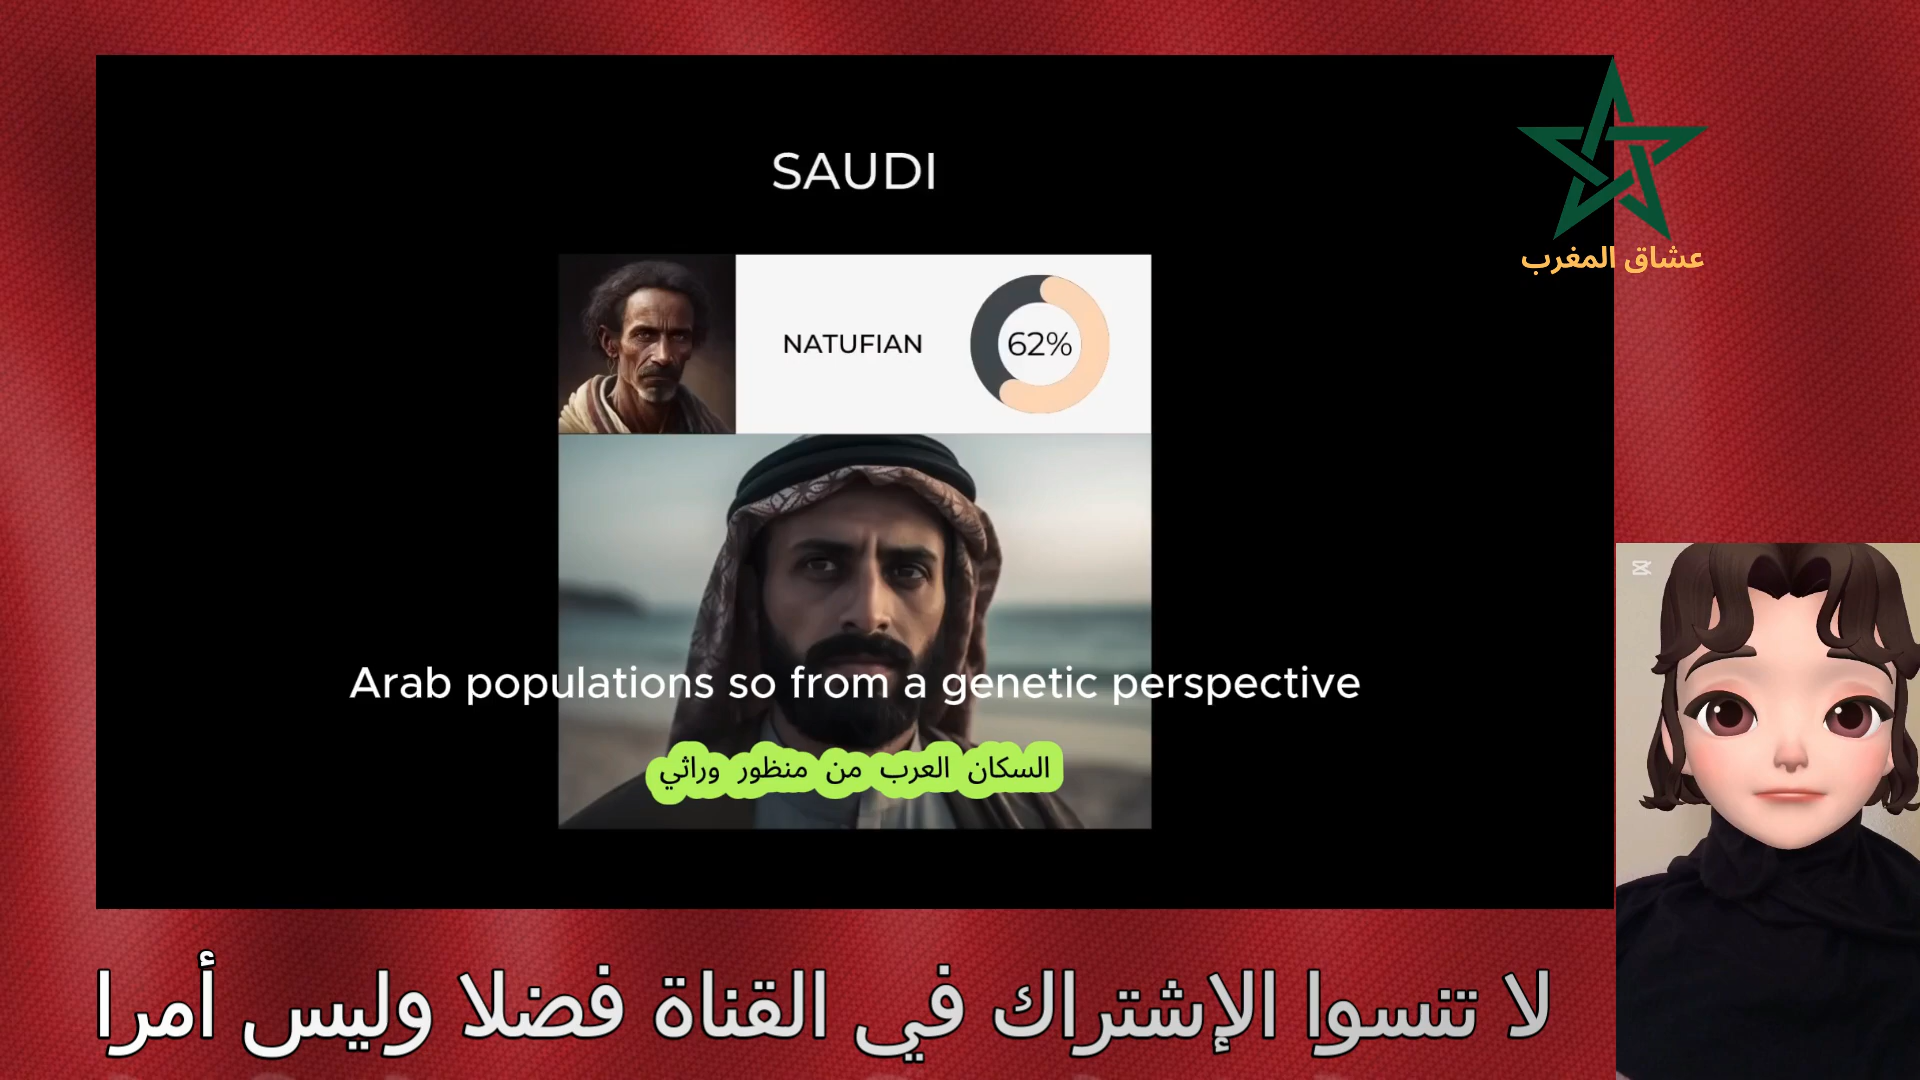 SAUDI
عشاق المغرب
NATUFIAN
62%
Arab populations so from a genetic perspective
السكان العرب من منظور وراثي
لا تنسوا الإشتراك في القناة فضلا وليس أمرا